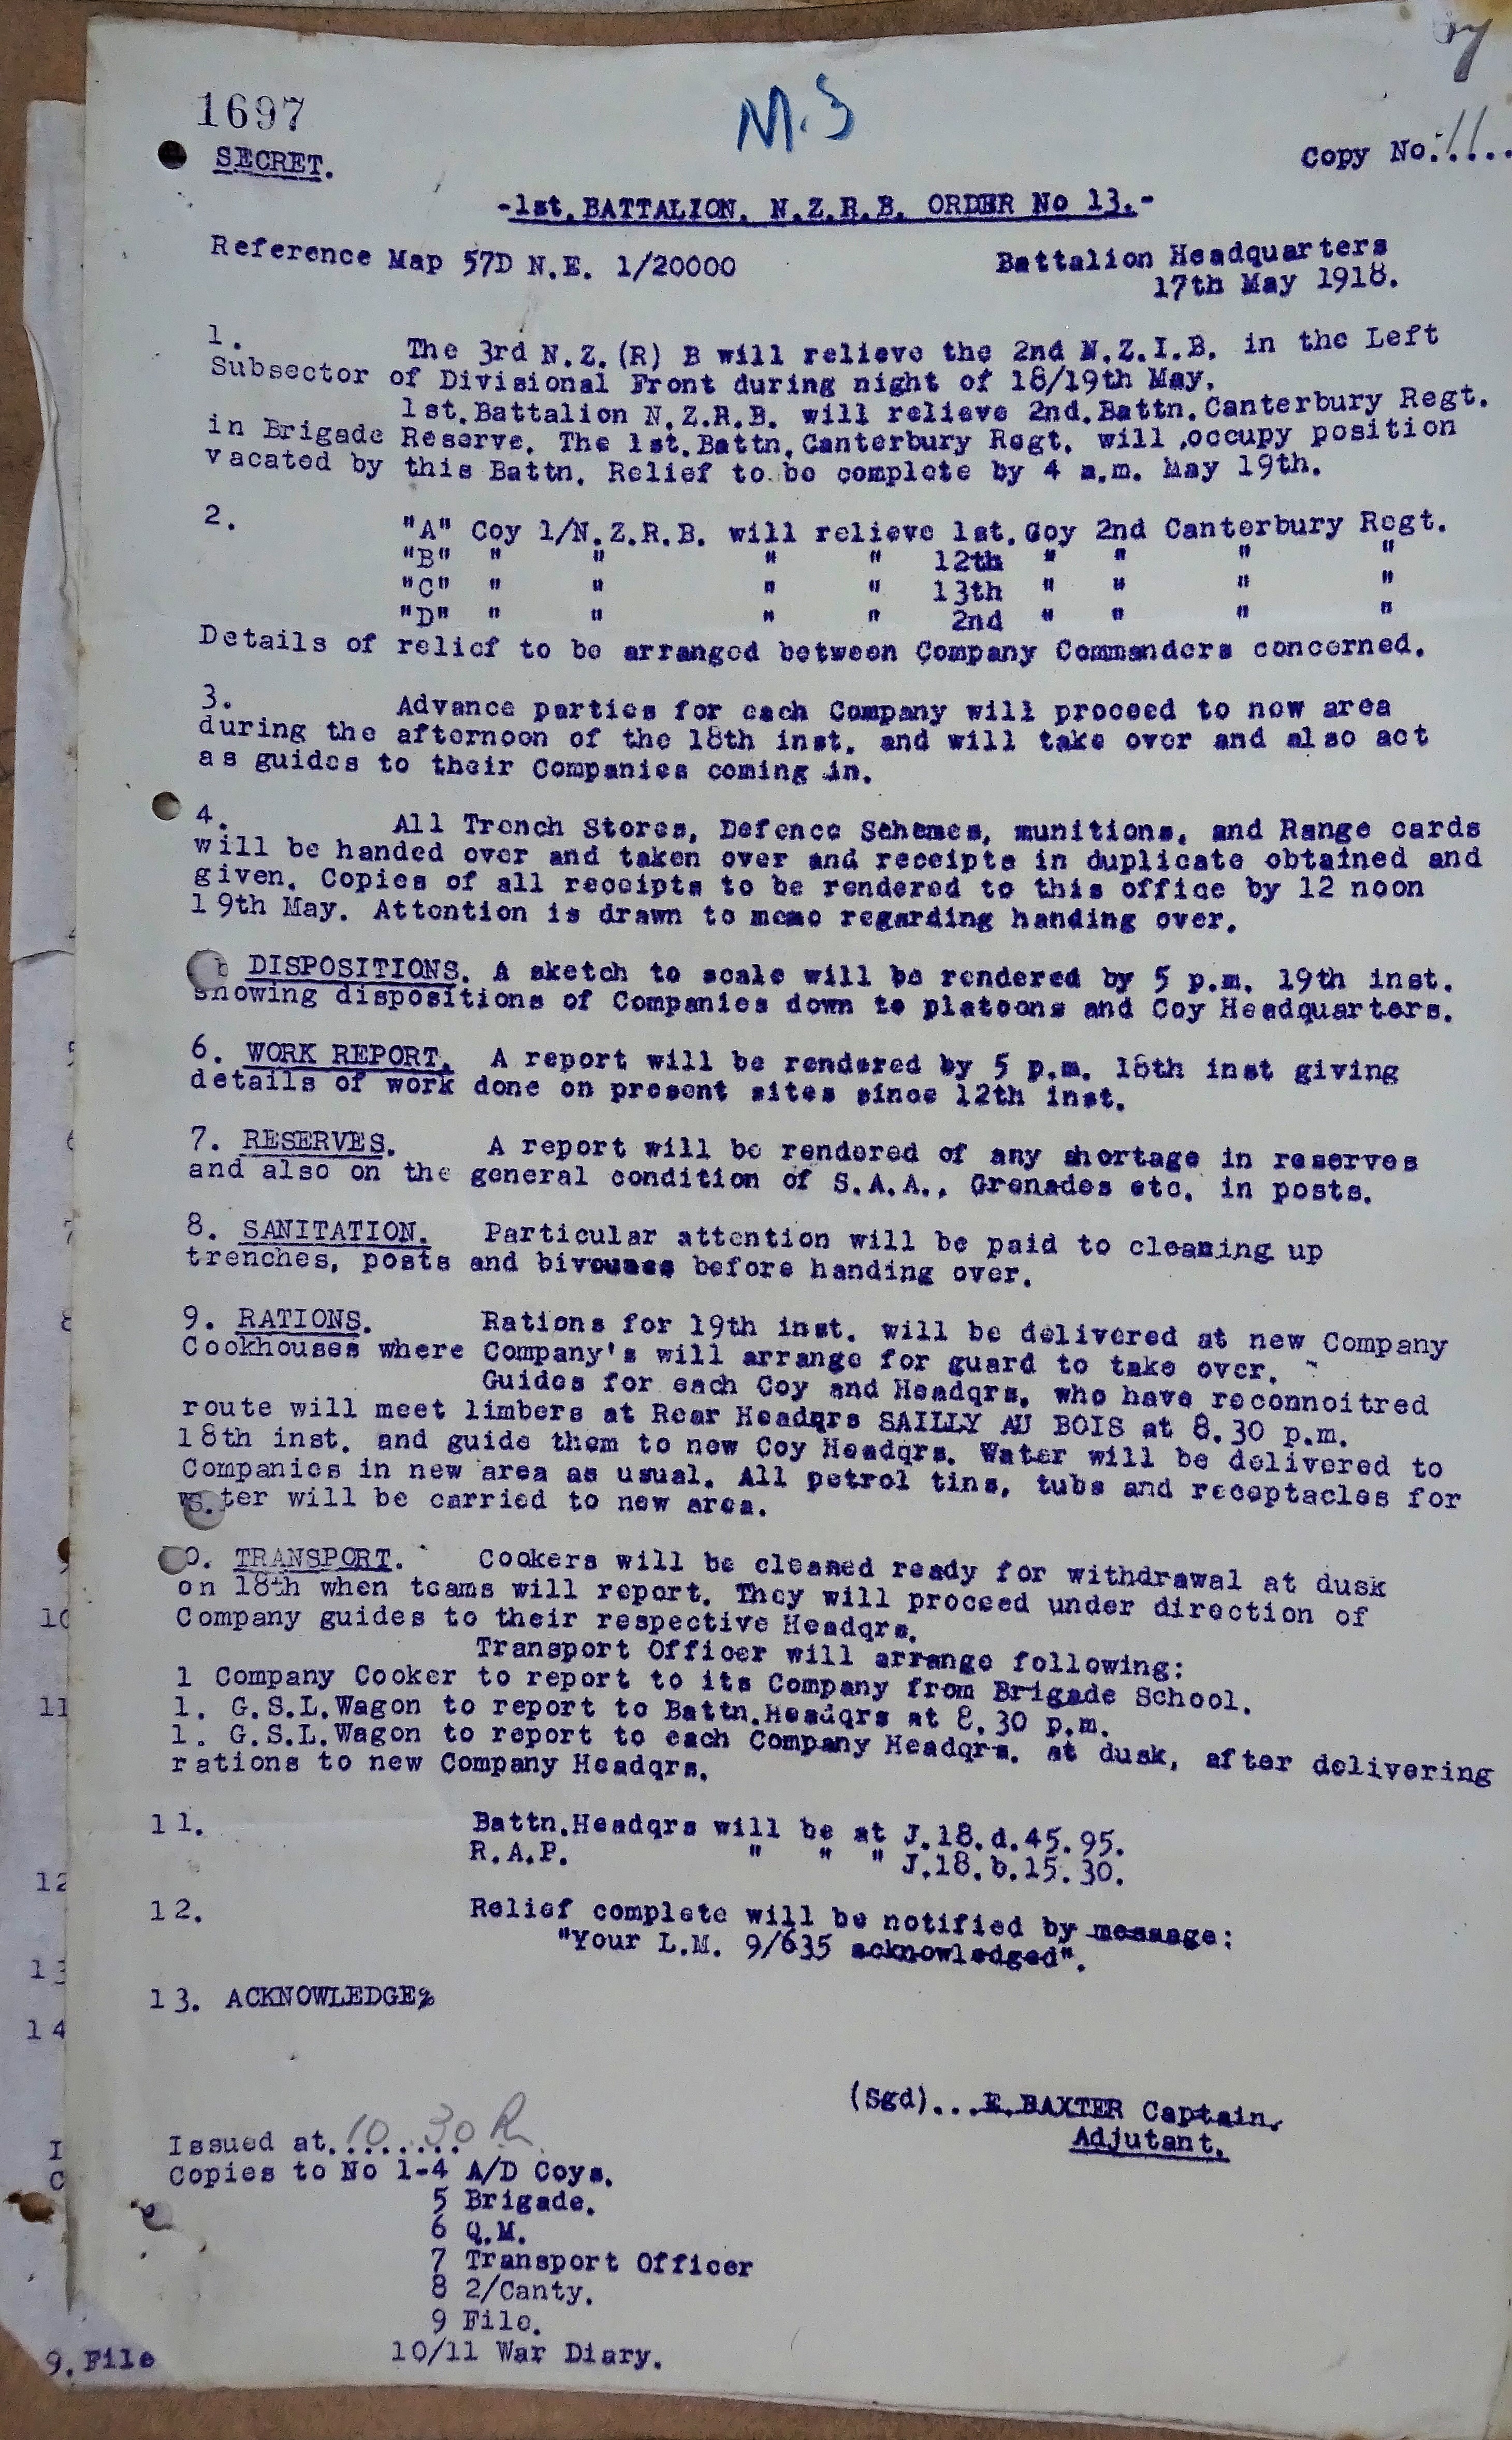 1697
M.S
SECRET.
Copy No.11...
-1st. BATTALION. N.Z.R.B. ORDER No 13.-
Reference Map 57D N.E. 1/20000
Battalion Headquarters
17th May 1918.
1. The 3rd N.Z.(R) B will relieve the 2nd N.Z.I.B. in the Left
Subsector of Divisional Front during night of 18/19th May.
1st.Battalion N.Z.R.B. will relieve 2nd.Battn.Canterbury Regt.
in Brigade Reserve. The 1st.Battn.Canterbury Regt. will occupy position
vacated by this Battn. Relief to be complete by 4 a.m. May 19th.
2. "A" Coy 1/N.Z.R.B. will relieve 1st.Coy 2nd Canterbury Regt.
"B" " " " " 12th " " " "
"C" " " " " 13th " " " "
"D" " " " " 2nd " " " "
Details of relief to be arranged between Company Commanders concerned.
3. Advance parties for each Company will proceed to now area
during the afternoon of the 18th inst. and will take over and also act
as guides to their Companies coming in.
4. All Trench Stores, Defence Schemes, munitions, and Range cards
will be handed over and taken over and receipts in duplicate obtained and
given. Copies of all receipts to be rendered to this office by 12 noon
19th May. Attention is drawn to memo regarding handing over.
DISPOSITIONS. A sketch to scale will be rendered by 5 p.m. 19th inst.
showing dispositions of Companies down to platoons and Coy Headquarters.
6. WORK REPORT. A report will be rendered by 5 p.m. 18th inst giving
details of work done on present sites since 12th inst.
7. RESERVES. A report will be rendered of any shortage in reserves
and also on the general condition of S.A.A., Grenades etc. in posts.
8. SANITATION. Particular attention will be paid to cleaning up
trenches, posts and bivouacs before handing over.
9. RATIONS. Rations for 19th inst. will be delivered at new Company
Cookhouses where Company's will arrange for guard to take over.
Guides for each Coy and Headqrs. who have reconnoitred
route will meet limbers at Rear Headqrs SAILLY AU BOIS at 8.30 p.m.
18th inst. and guide them to new Coy Headqrs. Water will be delivered to
Companies in new area as usual. All petrol tins, tubs and receptacles for
water will be carried to new area.
0. TRANSPORT. Cookers will be cleaned ready for withdrawal at dusk
on 18th when teams will report. They will proceed under direction of
Company guides to their respective Headqrs.
Transport Officer will arrange following:
1 Company Cooker to report to its Company from Brigade School.
1. G.S.L.Wagon to report to Battn.Headqrs at 8.30 p.m.
1. G.S.L.Wagon to report to each Company Headqrs. at dusk, after delivering
rations to new Company Headqrs.
11. Battn.Headqrs will be at J.18.d.45.95.
R.A.P. " " " J.18.b.15.30.
12. Relief complete will be notified by message:
"Your L.M. 9/635 acknowledged".
13. ACKNOWLEDGE%
(Sgd)...E.BAXTER Captain.
Adjutant.
Issued at.10.30
Copies to No 1-4 A/D Coys.
5 Brigade.
6 Q.M.
7 Transport Officer
8 2/Canty.
9 File.
10/11 War Diary.
5
6
7
8
10
11
12
13
14
I
C
9.File